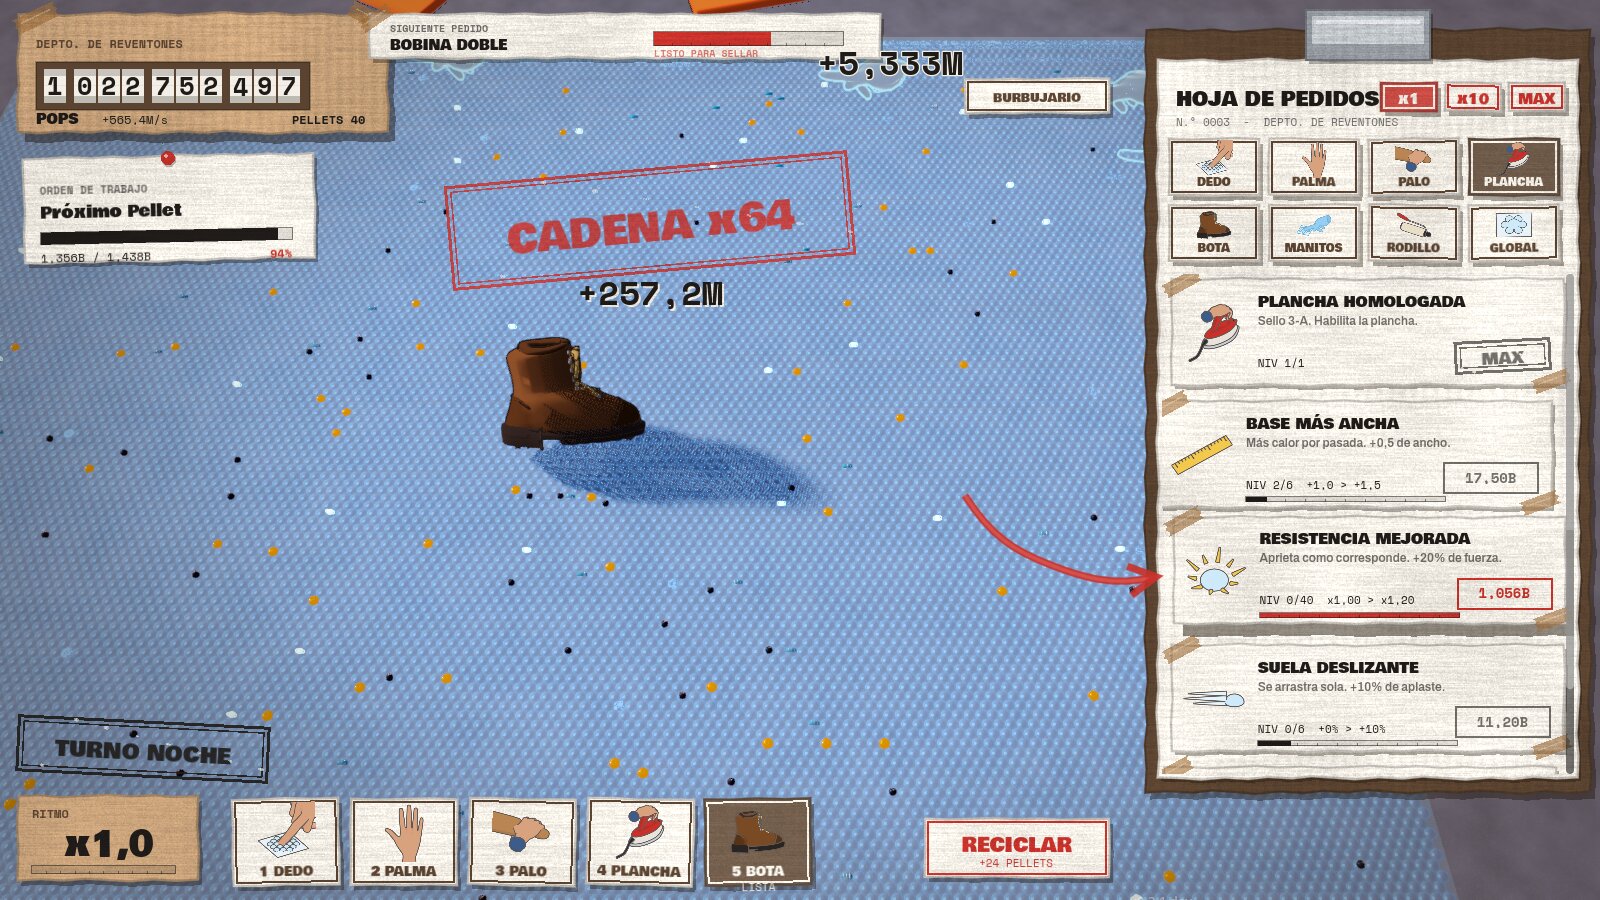 DEPTO. DE REVENTONES
1 022 752 497
POPS +565.4M/s PELLETS 40
SIGUIENTE PEDIDO
BOBINA DOBLE
LISTO PARA SELLAR
+5,333M
BURBUJARIO
ORDEN DE TRABAJO
Próximo Pellet
1.356B / 1.438B 94%
CADENA x64
+257,2M
HOJA DE PEDIDOS x1 x10 MAX
N.° 0003 - DEPTO. DE REVENTONES
DEDO PALMA PALO PLANCHA
BOTA MANITOS RODILLO GLOBAL
PLANCHA HOMOLOGADA
Sello 3-A. Habilita la plancha.
NIV 1/1 MAX
BASE MÁS ANCHA
Más calor por pasada. +0,5 de ancho.
NIV 2/6 +1.0 > +1.5 17,50B
RESISTENCIA MEJORADA
Aprieta como corresponde. +20% de fuerza.
NIV 0/40 x1,00 > x1,20 1,056B
SUELA DESLIZANTE
Se arrastra sola. +10% de aplaste.
NIV 0/6 +0% > +10% 11,20B
TURNO NOCHE
RITMO
x1,0
1 DEDO 2 PALMA 3 PALO 4 PLANCHA 5 BOTA
LISTA
RECICLAR
+24 PELLETS